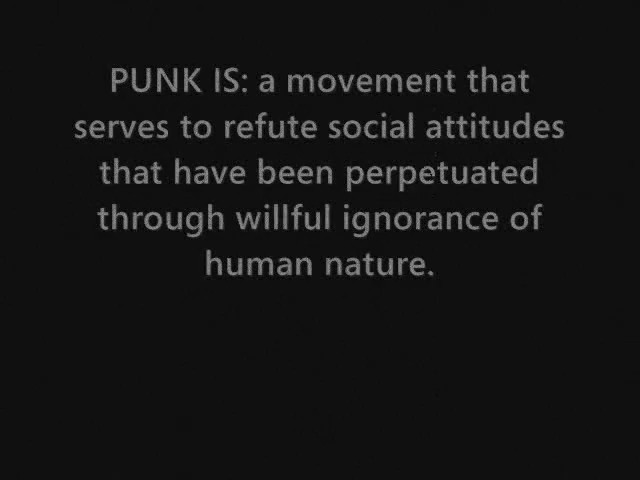 PUNK IS: a movement that
serves to refute social attitudes
that have been perpetuated
through willful ignorance of
human nature.